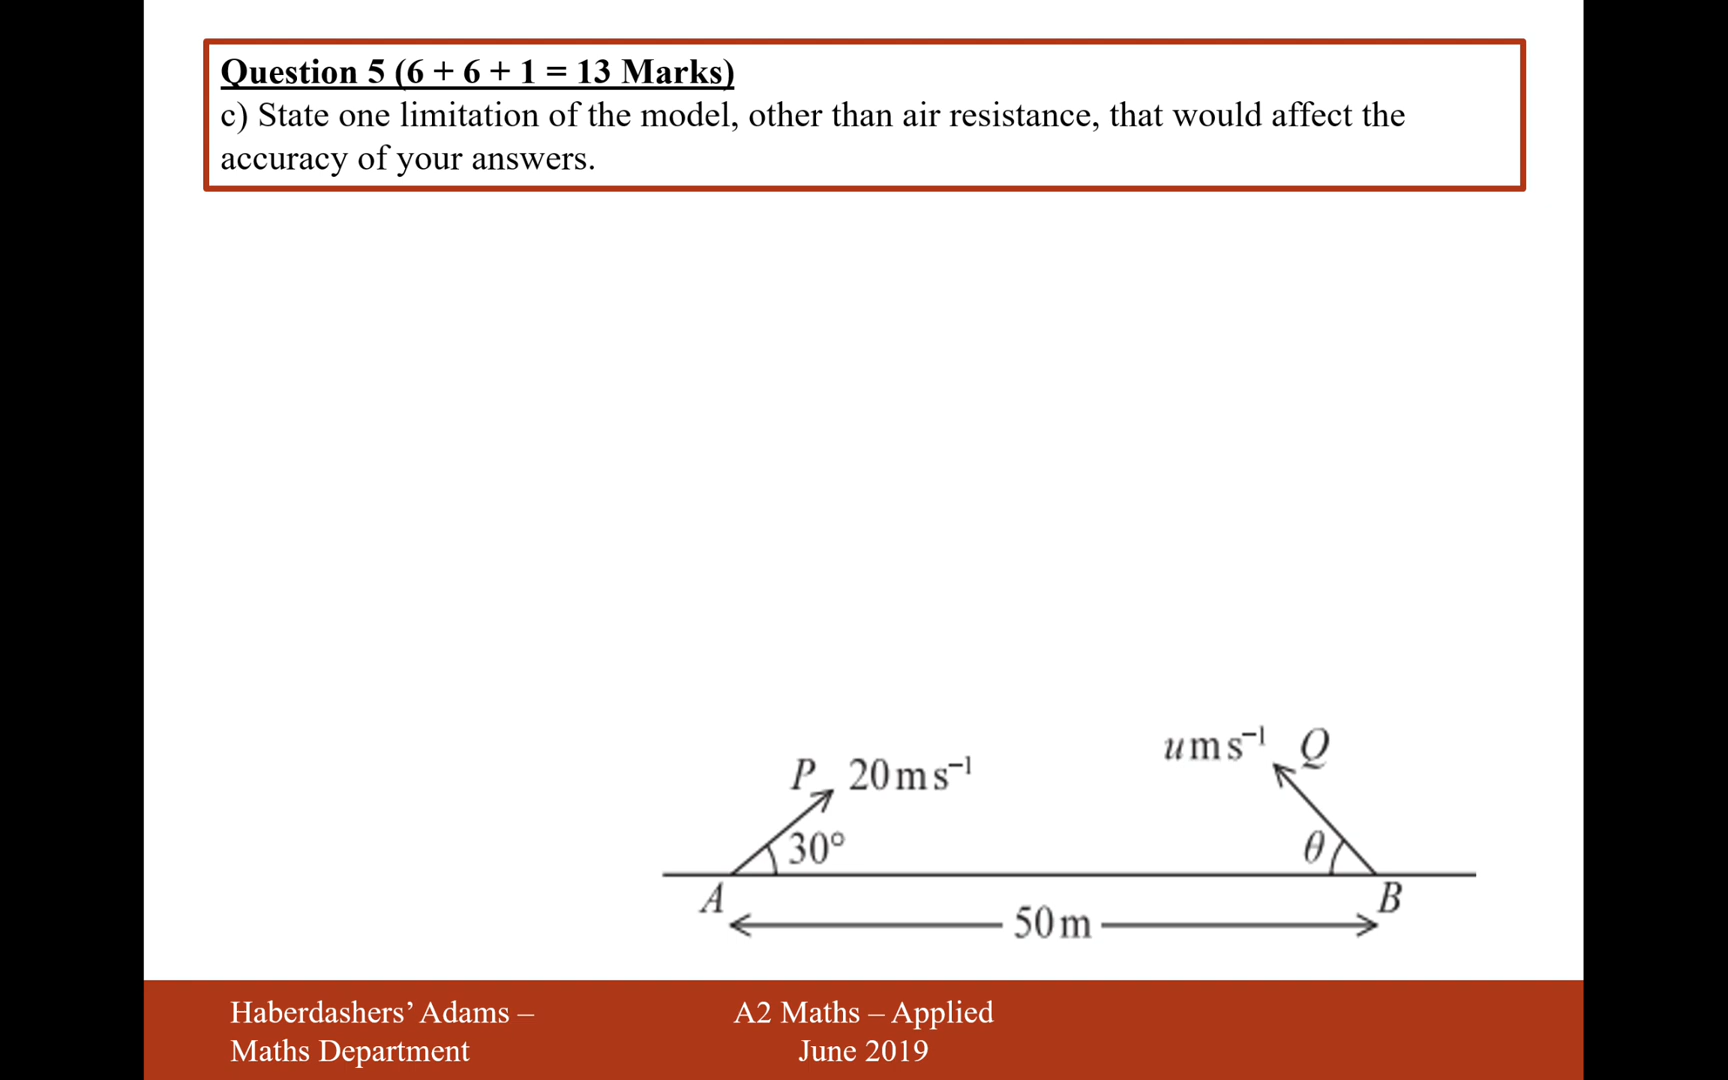 Question 5 (6 + 6 + 1 = 13 Marks)
c) State one limitation of the model, other than air resistance, that would affect the
accuracy of your answers.
u m s⁻¹ Q
P 20 m s⁻¹
30°
θ
A
B
50 m
Haberdashers’ Adams –
Maths Department
A2 Maths – Applied
June 2019